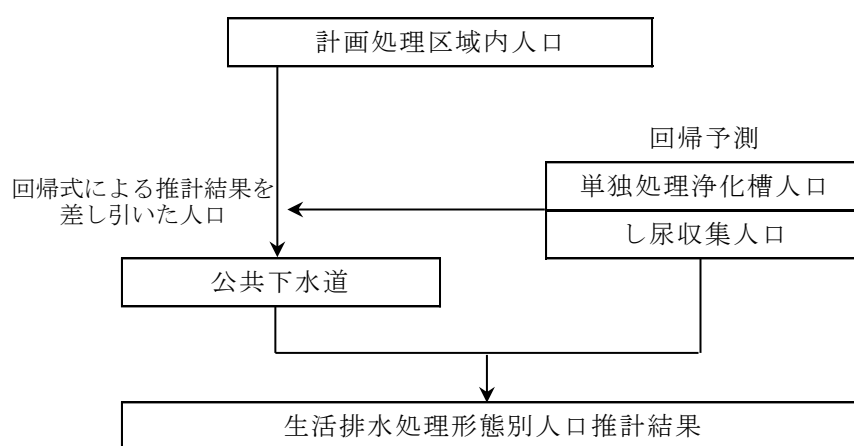 計画処理区域内人口
回帰予測
単独処理浄化槽人口
し尿収集人口
回帰式による推計結果を
差し引いた人口
公共下水道
生活排水処理形態別人口推計結果